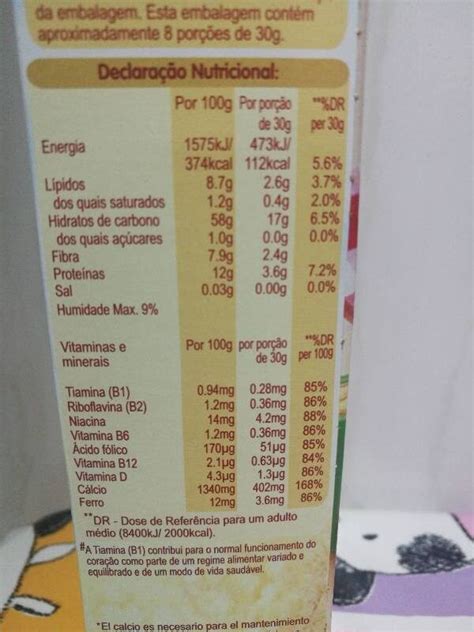 da embalagem. Esta embalagem contém
aproximadamente 8 porções de 30g.
Declaração Nutricional:
Por 100g Por porção de 30g **%DR per 30g
Energia 1575kJ/ 473kJ/
374kcal 112kcal 5.6%
Lípidos 8.7g 2.6g 3.7%
dos quais saturados 1.2g 0.4g 2.0%
Hidratos de carbono 58g 17g 6.5%
dos quais açúcares 1.0g 0.0g 0.0%
Fibra 7.9g 2.4g
Proteínas 12g 3.6g 7.2%
Sal 0.03g 0.00g 0.0%
Humidade Max. 9%
Vitaminas e minerais Por 100g por porção de 30g **%DR per 100g
Tiamina (B1) 0.94mg 0.28mg 85%
Riboflavina (B2) 1.2mg 0.36mg 86%
Niacina 14mg 4.2mg 88%
Vitamina B6 1.2mg 0.36mg 86%
Ácido fólico 170µg 51µg 85%
Vitamina B12 2.1µg 0.63µg 84%
Vitamina D 4.3µg 1.3µg 86%
Cálcio 1340mg 402mg 168%
Ferro 12mg 3.6mg 86%
**DR - Dose de Referência para um adulto
médio (8400kJ/ 2000kcal).
#A Tiamina (B1) contribui para o normal funcionamento do
coração como parte de um regime alimentar variado e
equilibrado e de um modo de vida saudável.
*El calcio es necesario para el mantenimiento